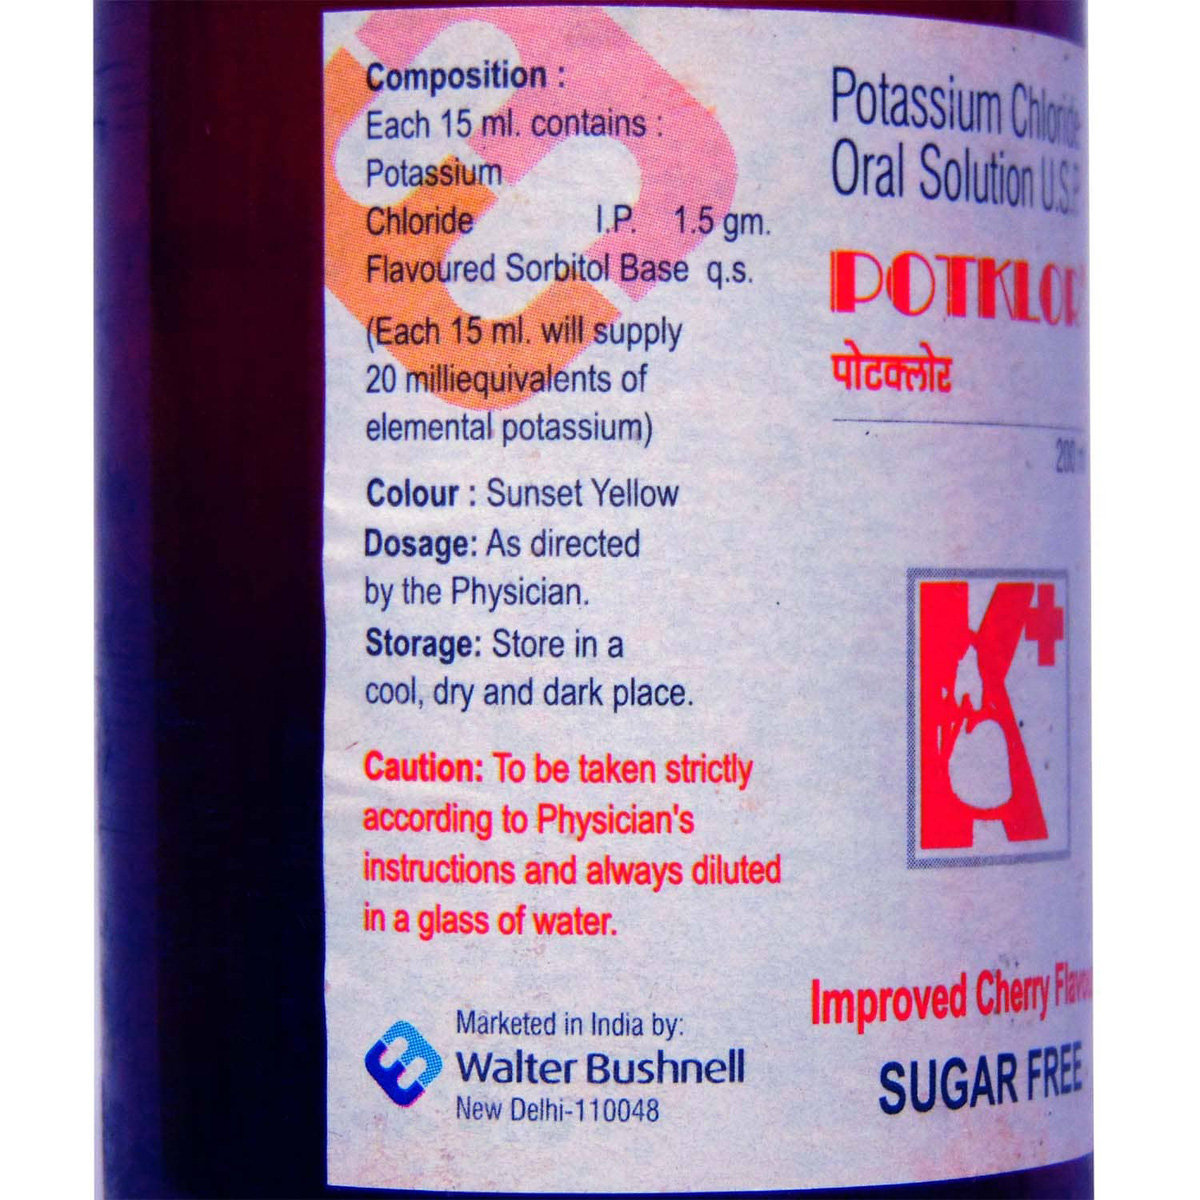 Composition :
Each 15 ml. contains :
Potassium
Chloride I.P. 1.5 gm.
Flavoured Sorbitol Base q.s.
(Each 15 ml. will supply
20 milliequivalents of
elemental potassium)
Colour : Sunset Yellow
Dosage: As directed
by the Physician.
Storage: Store in a
cool, dry and dark place.
Caution: To be taken strictly
according to Physician's
instructions and always diluted
in a glass of water.
Marketed in India by:
Walter Bushnell
New Delhi-110048
Potassium Chloride
Oral Solution U.S.P
POTKLOR
पोटक्लोर
200
K+
Improved Cherry Flavou
SUGAR FREE